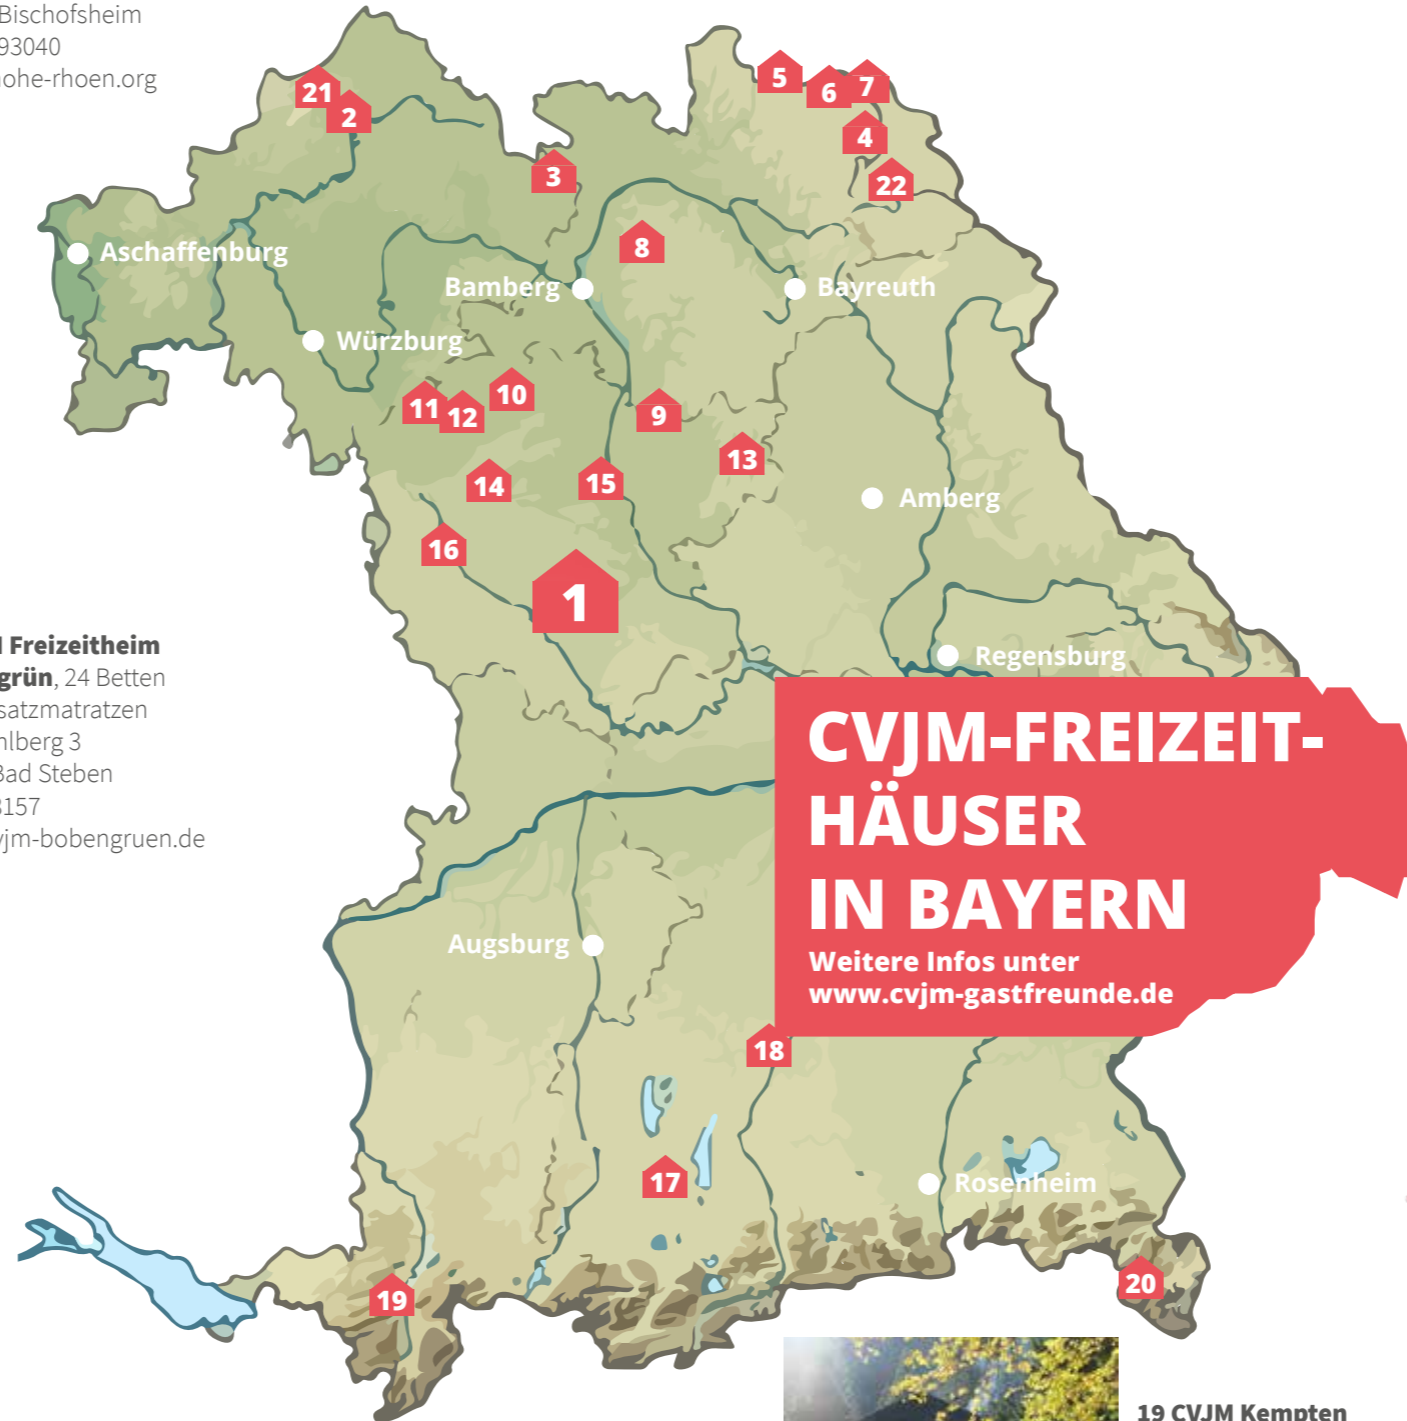 Bischofsheim
93040
ohe-rhoen.org
21
2
5
6
7
4
22
3
8
Aschaffenburg
Bamberg
Bayreuth
Würzburg
11
12
10
9
13
14
15
Amberg
16
1
Freizeitheim
grün, 24 Betten
satzmatratzen
lberg 3
Bad Steben
157
jm-bobengruen.de
Regensburg
CVJM-FREIZEIT-
HÄUSER
IN BAYERN
Weitere Infos unter
www.cvjm-gastfreunde.de
Augsburg
18
17
Rosenheim
19
20
19 CVJM Kempten